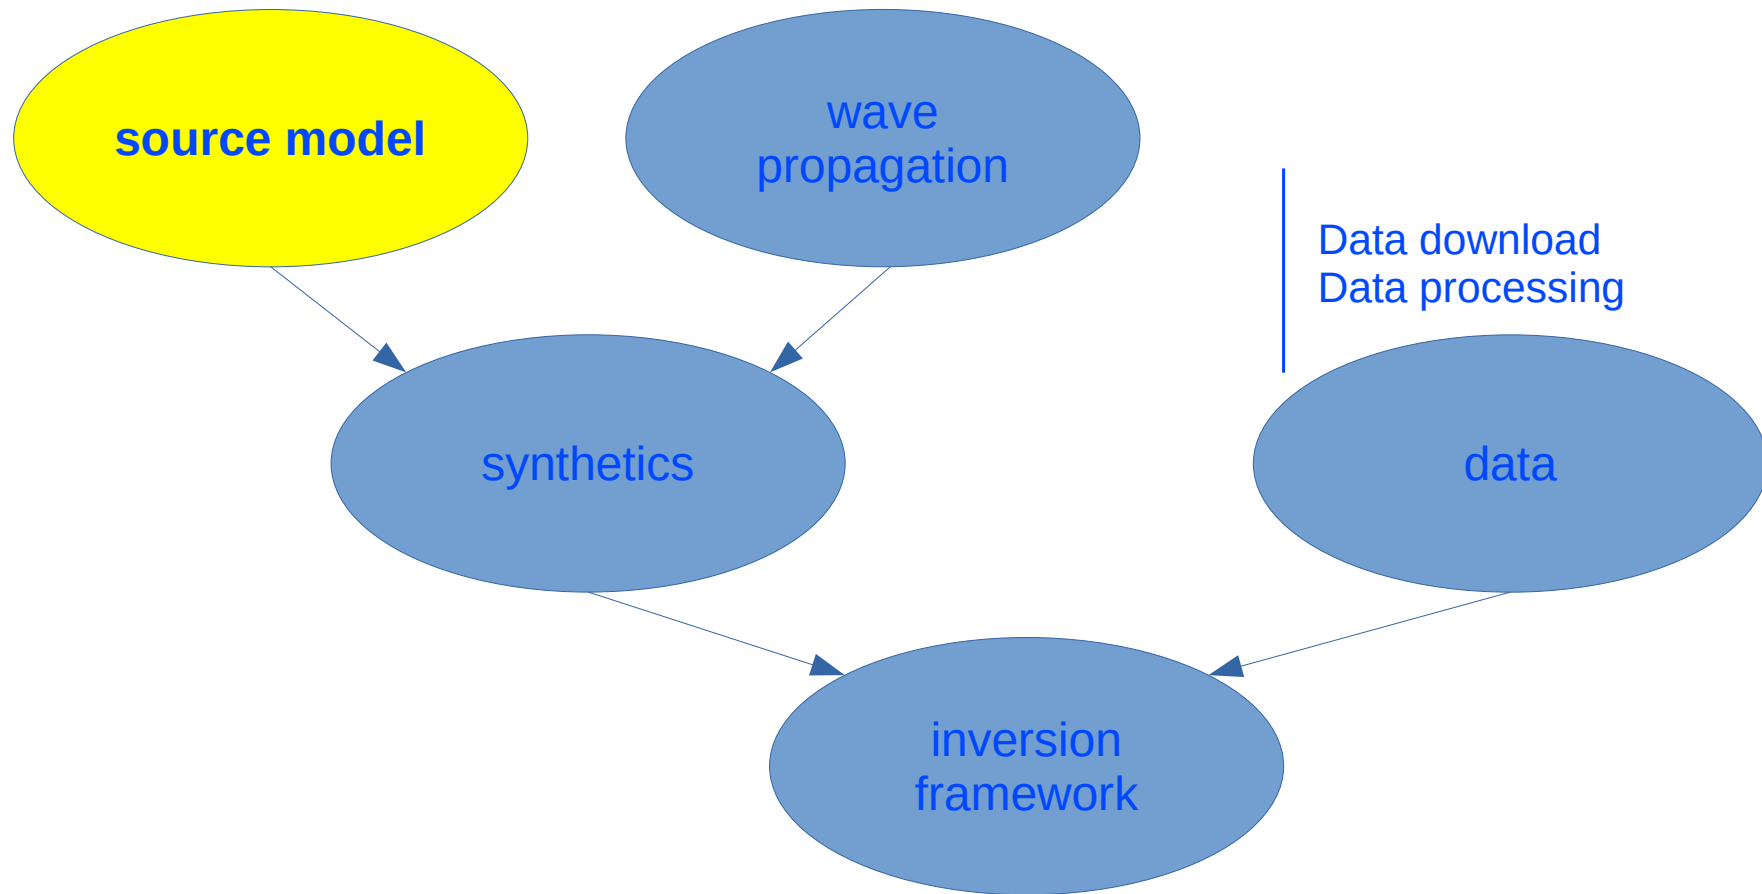 source model
wave
propagation
Data download
Data processing
synthetics
data
inversion
framework